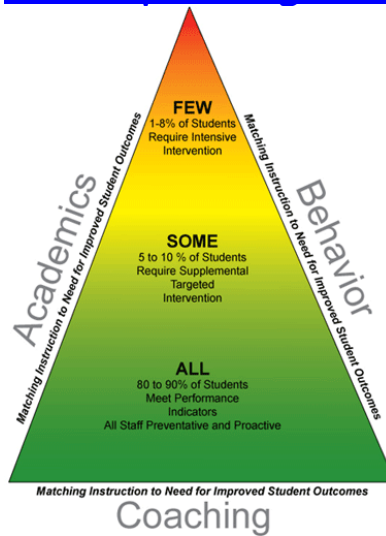 FEW
1-8% of Students
Require Intensive
Intervention
Matching Instruction to Need for Improved Student Outcomes
Academics
Matching Instruction to Need for Improved Student Outcomes
Behavior
SOME
5 to 10 % of Students
Require Supplemental
Targeted
Intervention
ALL
80 to 90% of Students
Meet Performance
Indicators
All Staff Preventative and Proactive
Matching Instruction to Need for Improved Student Outcomes
Coaching